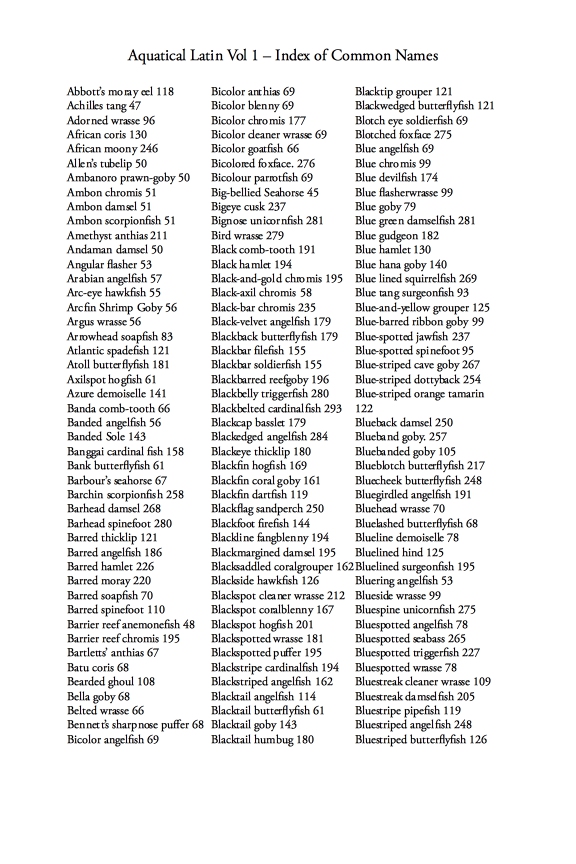 Aquatical Latin Vol 1 – Index of Common Names
Abbott's moray eel 118
Achilles tang 47
Adorned wrasse 96
African coris 130
African moony 246
Allen's tubelip 50
Ambanoro prawn-goby 50
Ambon chromis 51
Ambon damsel 51
Ambon scorpionfish 51
Amethyst anthias 211
Andaman damsel 50
Angular flasher 53
Arabian angelfish 57
Arc-eye hawkfish 55
Arcfin Shrimp Goby 56
Argus wrasse 56
Arrowhead soapfish 83
Atlantic spadefish 121
Atoll butterflyfish 181
Axilspot hogfish 61
Azure demoiselle 141
Banda comb-tooth 66
Banded angelfish 56
Banded Sole 143
Banggai cardinal fish 158
Bank butterflyfish 61
Barbour's seahorse 67
Barchin scorpionfish 258
Barhead damsel 268
Barhead spinefoot 280
Barred thicklip 121
Barred angelfish 186
Barred hamlet 226
Barred moray 220
Barred soapfish 70
Barred spinefoot 110
Barrier reef anemonefish 48
Barrier reef chromis 195
Bartletts' anthias 67
Batu coris 68
Bearded ghoul 108
Bella goby 68
Belted wrasse 66
Bennett's sharpnose puffer 68
Bicolor angelfish 69
Bicolor anthias 69
Bicolor blenny 69
Bicolor chromis 177
Bicolor cleaner wrasse 69
Bicolor goatfish 66
Bicolored foxface. 276
Bicolour parrotfish 69
Big-bellied Seahorse 45
Bigeye cusk 237
Bignose unicornfish 281
Bird wrasse 279
Black comb-tooth 191
Black hamlet 194
Black-and-gold chromis 195
Black-axil chromis 58
Black-bar chromis 235
Black-velvet angelfish 179
Blackback butterflyfish 179
Blackbar filefish 155
Blackbar soldierfish 155
Blackbarred reefgoby 196
Blackbelly triggerfish 280
Blackbelted cardinalfish 293
Blackcap basslet 179
Blackedged angelfish 284
Blackeye thicklip 180
Blackfin hogfish 169
Blackfin coral goby 161
Blackfin dartfish 119
Blackflag sandperch 250
Blackfoot firefish 144
Blackline fangblenny 194
Blackmargined damsel 195
Blacksaddled coralgrouper 162
Blackside hawkfish 126
Blackspot cleaner wrasse 212
Blackspot coralblenny 167
Blackspot hogfish 201
Blackspotted wrasse 181
Blackspotted puffer 195
Blackstripe cardinalfish 194
Blackstriped angelfish 162
Blacktail angelfish 114
Blacktail butterflyfish 61
Blacktail goby 143
Blacktail humbug 180
Blacktip grouper 121
Blackwedged butterflyfish 121
Blotch eye soldierfish 69
Blotched foxface 275
Blue angelfish 69
Blue chromis 99
Blue devilfish 174
Blue flasherwrasse 99
Blue goby 79
Blue green damselfish 281
Blue gudgeon 182
Blue hamlet 130
Blue hana goby 140
Blue lined squirrelfish 269
Blue tang surgeonfish 93
Blue-and-yellow grouper 125
Blue-barred ribbon goby 99
Blue-spotted jawfish 237
Blue-spotted spinefoot 95
Blue-striped cave goby 267
Blue-striped dottyback 254
Blue-striped orange tamarin
122
Blueback damsel 250
Blueband goby. 257
Bluebanded goby 105
Blueblotch butterflyfish 217
Bluecheek butterflyfish 248
Bluegirdled angelfish 191
Bluehead wrasse 70
Bluelashed butterflyfish 68
Blueline demoiselle 78
Bluelined hind 125
Bluelined surgeonfish 195
Bluering angelfish 53
Blueside wrasse 99
Bluespine unicornfish 275
Bluespotted angelfish 78
Bluespotted seabass 265
Bluespotted triggerfish 227
Bluespotted wrasse 78
Bluestreak cleaner wrasse 109
Bluestreak damselfish 205
Bluestripe pipefish 119
Bluestriped angelfish 248
Bluestriped butterflyfish 126